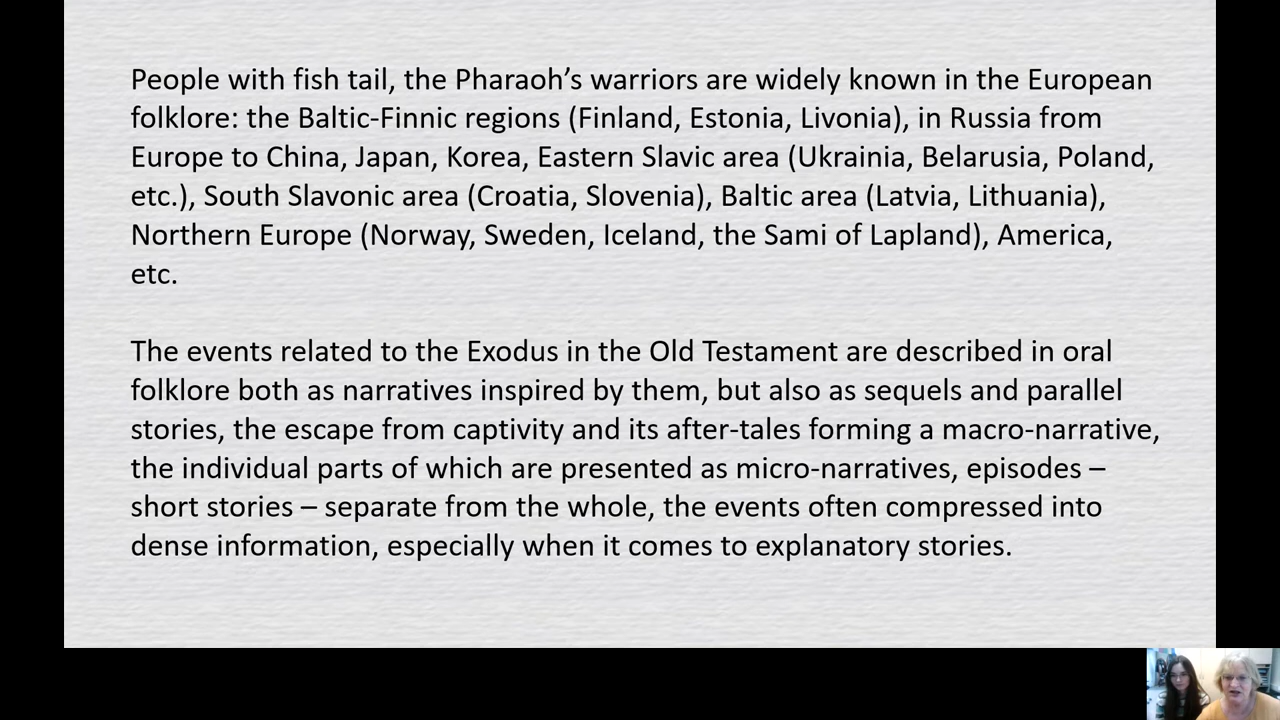 People with fish tail, the Pharaoh’s warriors are widely known in the European
folklore: the Baltic-Finnic regions (Finland, Estonia, Livonia), in Russia from
Europe to China, Japan, Korea, Eastern Slavic area (Ukrainia, Belarusia, Poland,
etc.), South Slavonic area (Croatia, Slovenia), Baltic area (Latvia, Lithuania),
Northern Europe (Norway, Sweden, Iceland, the Sami of Lapland), America,
etc.
The events related to the Exodus in the Old Testament are described in oral
folklore both as narratives inspired by them, but also as sequels and parallel
stories, the escape from captivity and its after-tales forming a macro-narrative,
the individual parts of which are presented as micro-narratives, episodes –
short stories – separate from the whole, the events often compressed into
dense information, especially when it comes to explanatory stories.